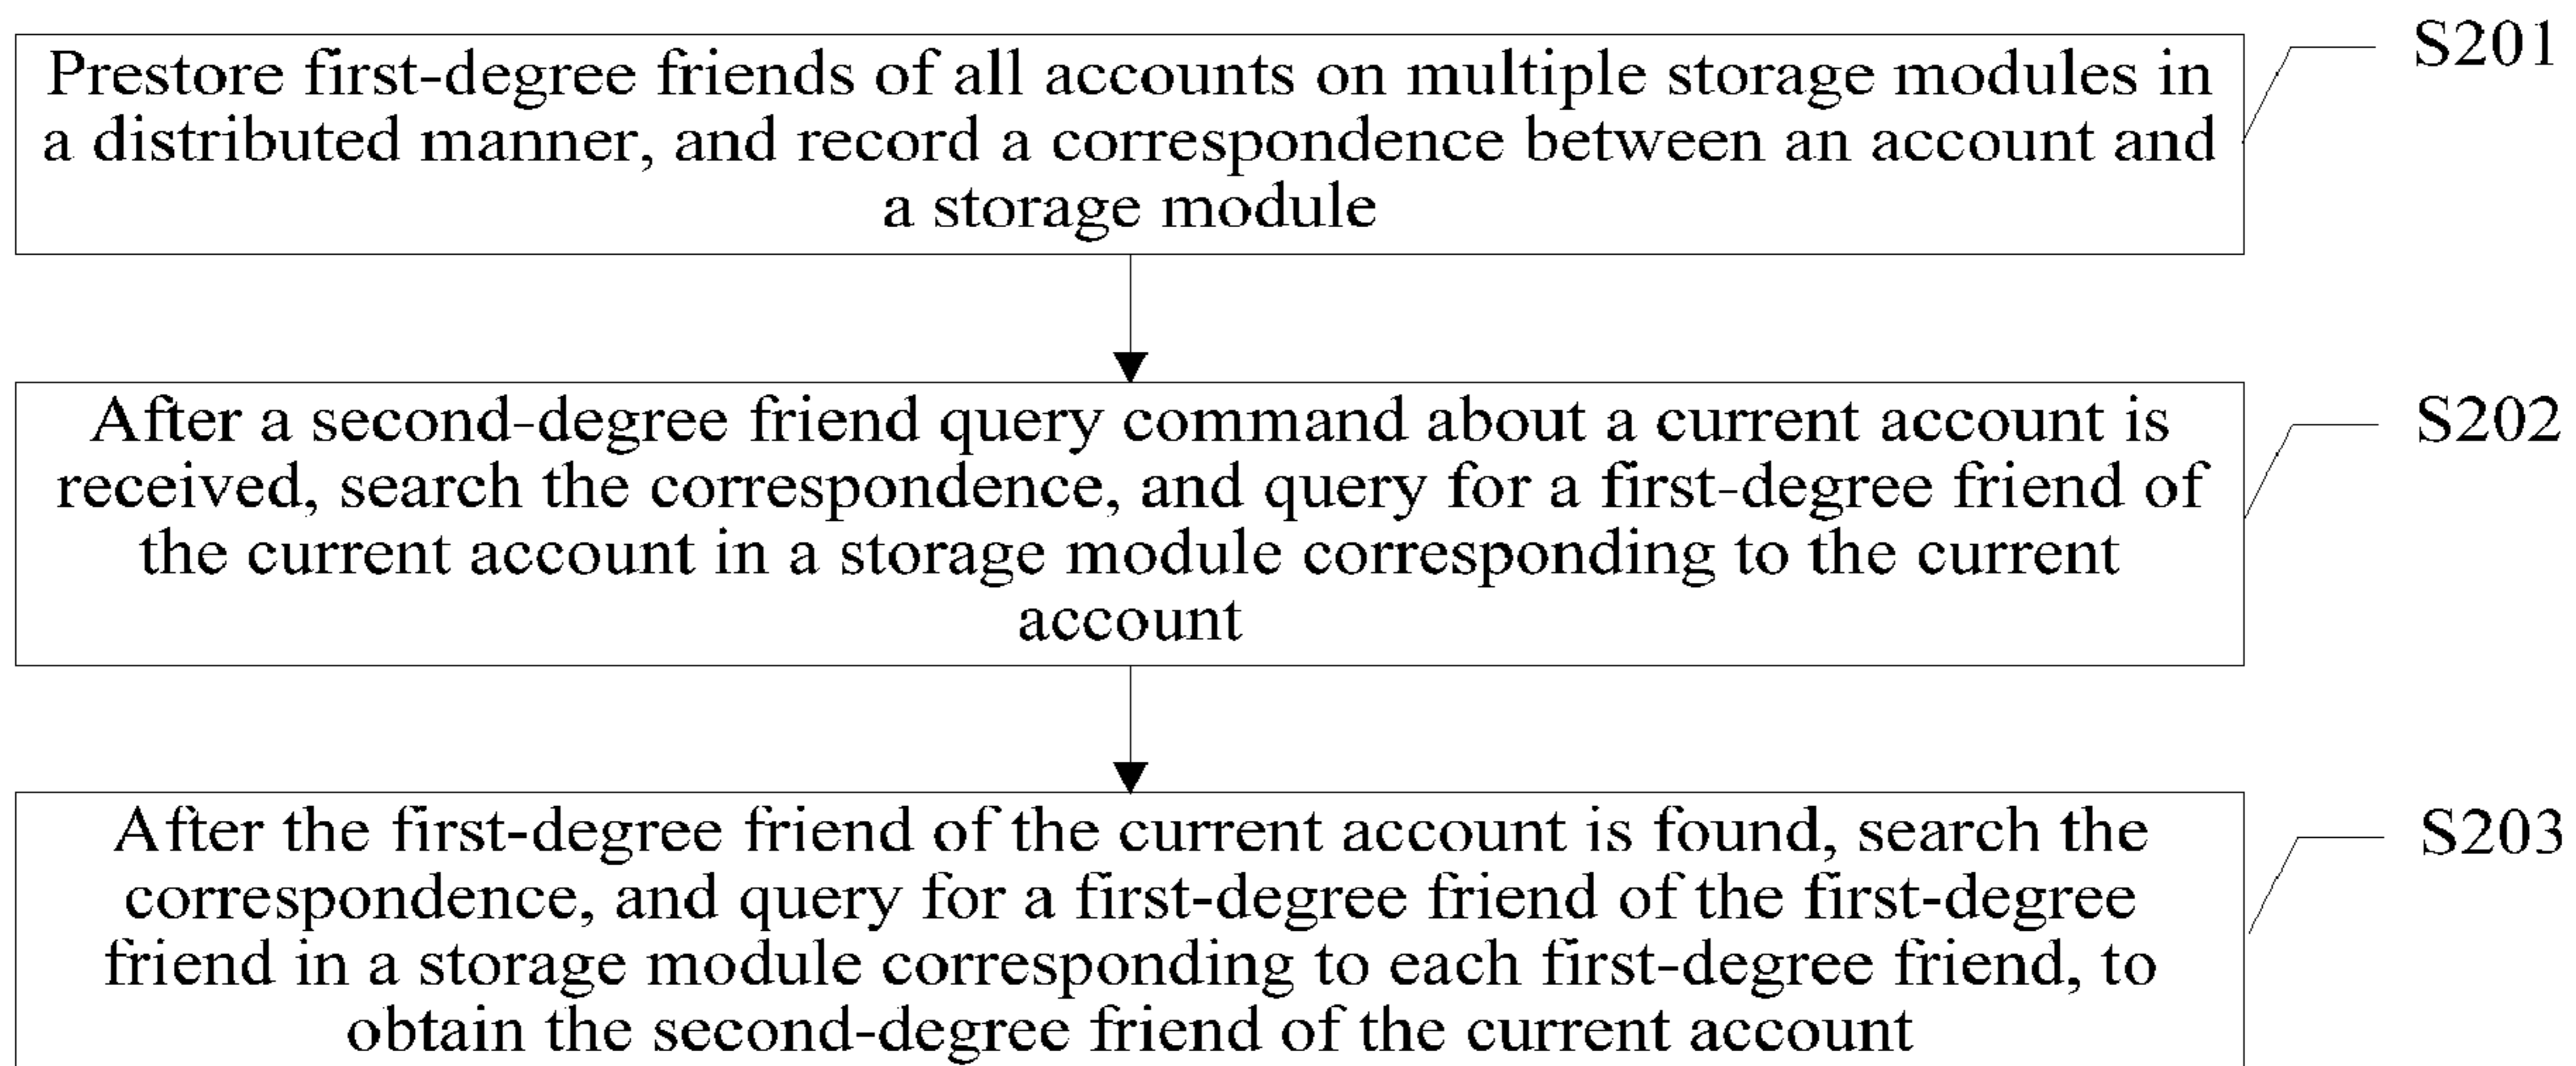 Prestore first-degree friends of all accounts on multiple storage modules in
a distributed manner, and record a correspondence between an account and
a storage module
S201
After a second-degree friend query command about a current account is
received, search the correspondence, and query for a first-degree friend of
the current account in a storage module corresponding to the current
account
S202
After the first-degree friend of the current account is found, search the
correspondence, and query for a first-degree friend of the first-degree
friend in a storage module corresponding to each first-degree friend, to
obtain the second-degree friend of the current account
S203